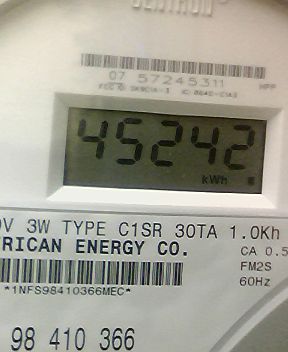 CENTRON
07 57245311
45242
kWh
V 3W TYPE C1SR 30TA 1.0Kh
RICAN ENERGY CO.
CA 0.5
FM2S
*1NFS98410366MEC*
60Hz
98 410 366